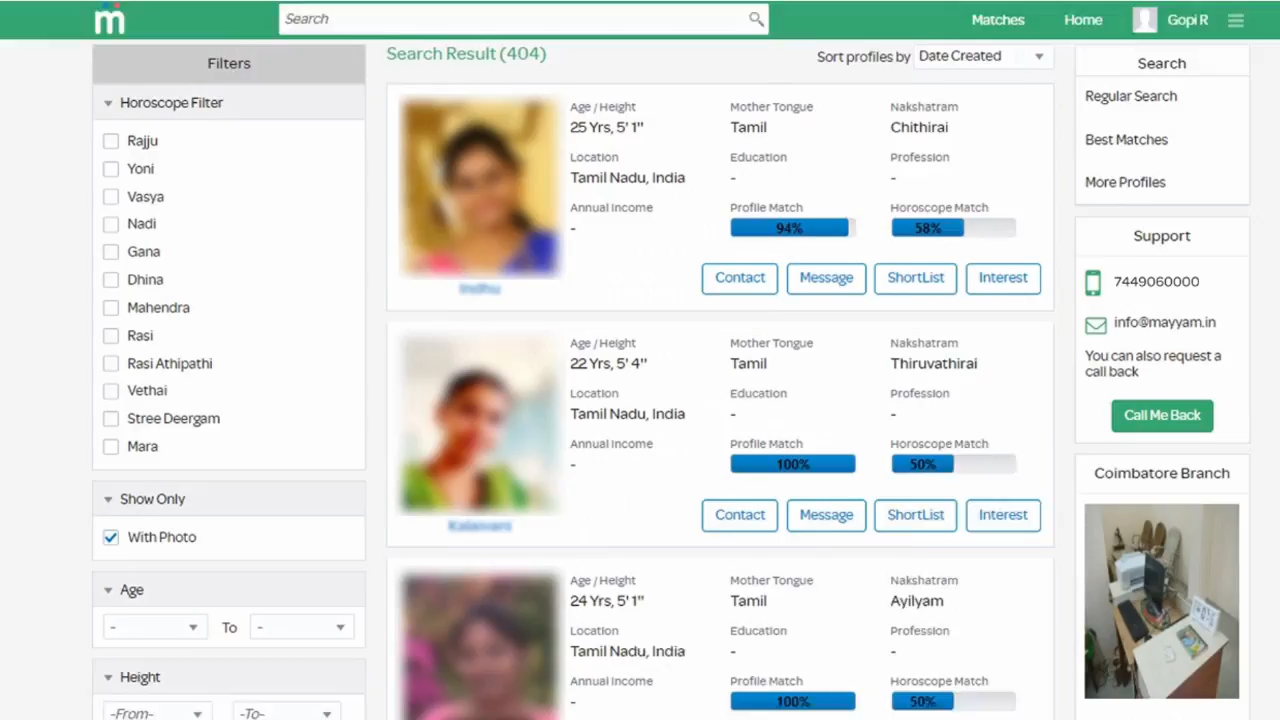 m
Search
Matches
Home
Gopi R
Filters
Horoscope Filter
Rajju
Yoni
Vasya
Nadi
Gana
Dhina
Mahendra
Rasi
Rasi Athipathi
Vethai
Stree Deergam
Mara
Show Only
With Photo
Age
- To -
Height
-From- -To-
Search Result (404)
Sort profiles by Date Created
Age / Height Mother Tongue Nakshatram
25 Yrs, 5' 1" Tamil Chithirai
Location Education Profession
Tamil Nadu, India - -
Annual Income Profile Match Horoscope Match
- 94% 58%
Contact Message ShortList Interest
Indhu
Age / Height Mother Tongue Nakshatram
22 Yrs, 5' 4" Tamil Thiruvathirai
Location Education Profession
Tamil Nadu, India - -
Annual Income Profile Match Horoscope Match
- 100% 50%
Contact Message ShortList Interest
Kalaivani
Age / Height Mother Tongue Nakshatram
24 Yrs, 5' 1" Tamil Ayilyam
Location Education Profession
Tamil Nadu, India - -
Annual Income Profile Match Horoscope Match
- 100% 50%
Search
Regular Search
Best Matches
More Profiles
Support
7449060000
info@mayyam.in
You can also request a
call back
Call Me Back
Coimbatore Branch